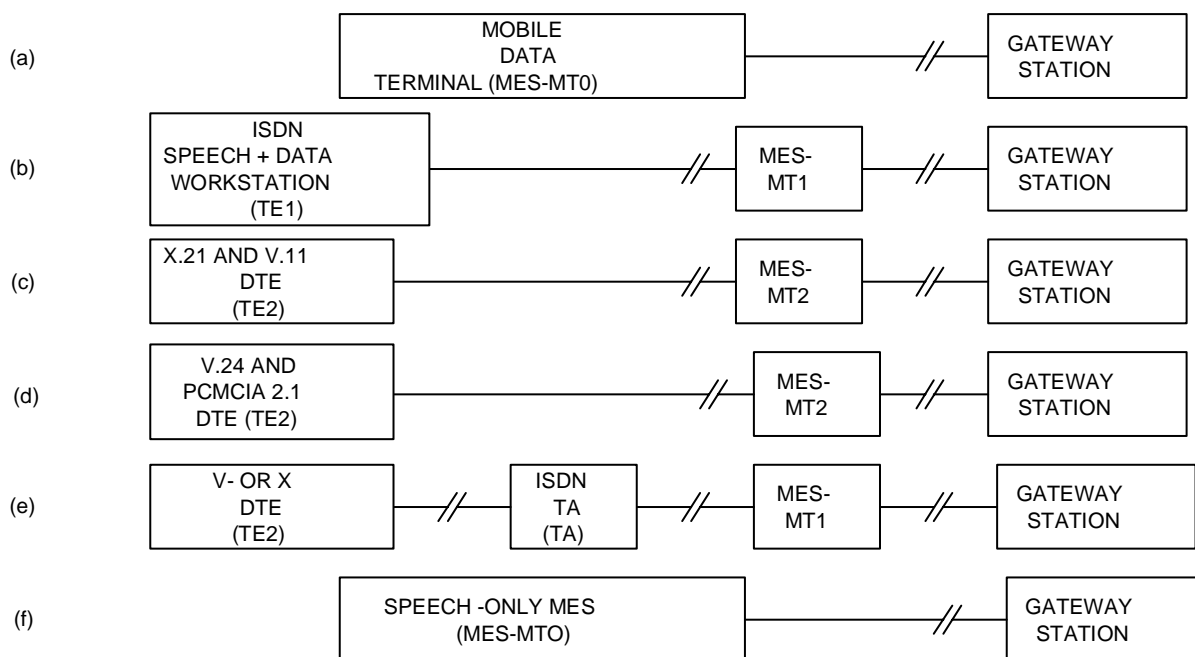 (a)
MOBILE
DATA
TERMINAL (MES-MT0)
GATEWAY
STATION
(b)
ISDN
SPEECH + DATA
WORKSTATION
(TE1)
MES-
MT1
GATEWAY
STATION
(c)
X.21 AND V.11
DTE
(TE2)
MES-
MT2
GATEWAY
STATION
(d)
V.24 AND
PCMCIA 2.1
DTE (TE2)
MES-
MT2
GATEWAY
STATION
(e)
V- OR X
DTE
(TE2)
ISDN
TA
(TA)
MES-
MT1
GATEWAY
STATION
(f)
SPEECH -ONLY MES
(MES-MTO)
GATEWAY
STATION